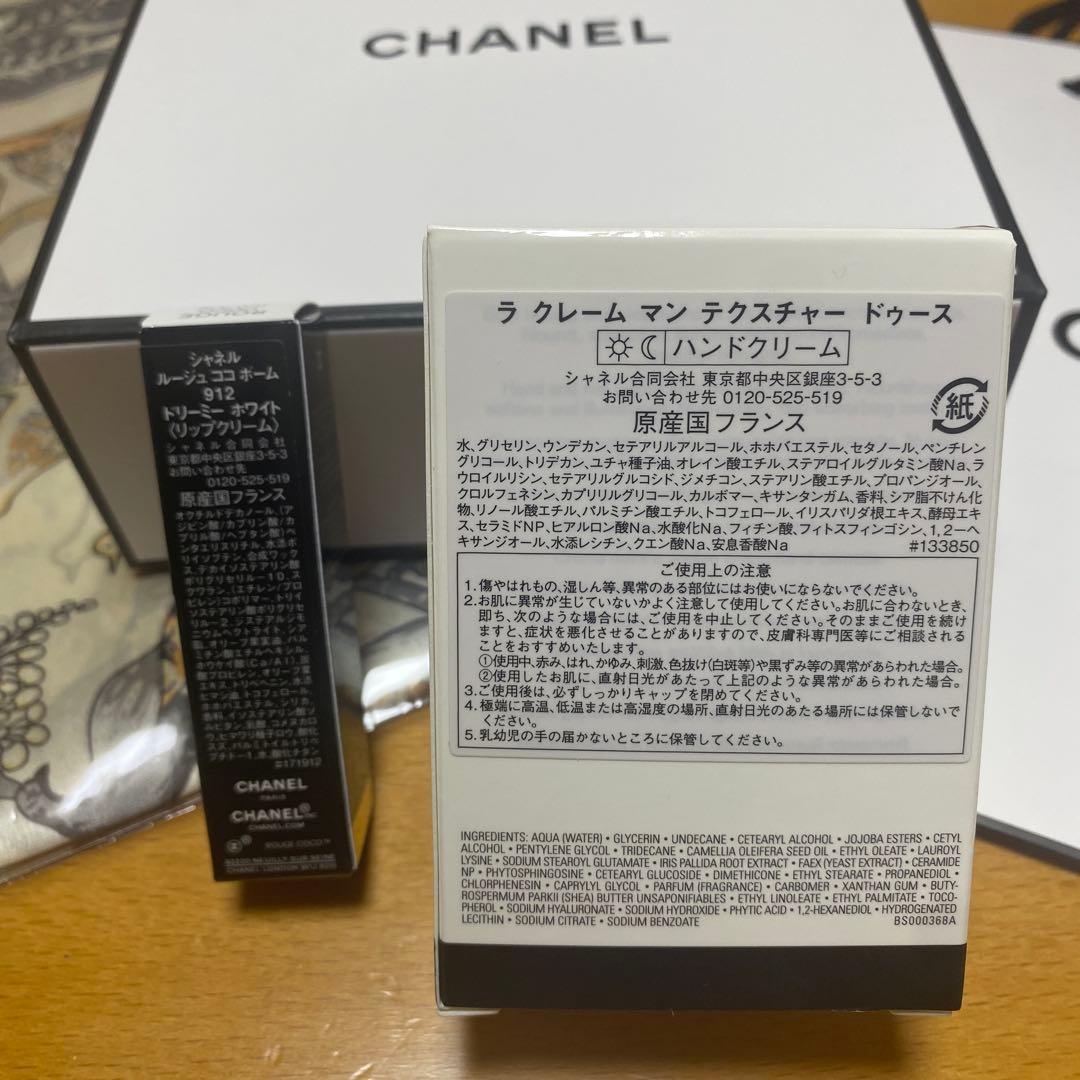 CHANEL
シャネル
ルージュ ココ ボーム
912
ドリーミー ホワイト
〈リップクリーム〉
シャネル合同会社
東京都中央区銀座3-5-3
お問い合わせ先
0120-525-519
原産国フランス
#171912
CHANEL
PARIS
CHANEL
CHANEL.COM
ROUGE COCO
ラ クレーム マン テクスチャー ドゥース
ハンドクリーム
シャネル合同会社 東京都中央区銀座3-5-3
お問い合わせ先 0120-525-519
原産国フランス
紙
水、グリセリン、ウンデカン、セテアリルアルコール、ホホバエステル、セタノール、ペンチレン
グリコール、トリデカン、ユチャ種子油、オレイン酸エチル、ステアロイルグルタミン酸Na、ラ
ウロイルリシン、セテアリルグルコシド、ジメチコン、ステアリン酸エチル、プロパンジオール、
クロルフェネシン、カプリリルグリコール、カルボマー、キサンタンガム、香料、シア脂不けん化
物、リノール酸エチル、パルミチン酸エチル、トコフェロール、イリスパリダ根エキス、酵母エキ
ス、セラミドNP、ヒアルロン酸Na、水酸化Na、フィチン酸、フィトスフィンゴシン、1,2-ヘ
キサンジオール、水添レシチン、クエン酸Na、安息香酸Na #133850
ご使用上の注意
1. 傷やはれもの、湿しん等、異常のある部位にはお使いにならないでください。
2. お肌に異常が生じていないかよく注意して使用してください。お肌に合わないとき、
即ち、次のような場合には、ご使用を中止してください。そのままご使用を続け
ますと、症状を悪化させることがありますので、皮膚科専門医等にご相談される
ことをおすすめいたします。
①使用中、赤み、はれ、かゆみ、刺激、色抜け(白斑等)や黒ずみ等の異常があらわれた場合。
②使用したお肌に、直射日光があたって上記のような異常があらわれた場合。
3. ご使用後は、必ずしっかりキャップを閉めてください。
4. 極端に高温、低温または高湿度の場所、直射日光のあたる場所には保管しないで
ください。
5. 乳幼児の手の届かないところに保管してください。
INGREDIENTS: AQUA (WATER) • GLYCERIN • UNDECANE • CETEARYL ALCOHOL • JOJOBA ESTERS • CETYL
ALCOHOL • PENTYLENE GLYCOL • TRIDECANE • CAMELLIA OLEIFERA SEED OIL • ETHYL OLEATE • LAUROYL
LYSINE • SODIUM STEAROYL GLUTAMATE • IRIS PALLIDA ROOT EXTRACT • FAEX (YEAST EXTRACT) • CERAMIDE
NP • PHYTOSPHINGOSINE • CETEARYL GLUCOSIDE • DIMETHICONE • ETHYL STEARATE • PROPANEDIOL
• CHLORPHENESIN • CAPRYLYL GLYCOL • PARFUM (FRAGRANCE) • CARBOMER • XANTHAN GUM • BUTY-
ROSPERMUM PARKII (SHEA) BUTTER UNSAPONIFIABLES • ETHYL LINOLEATE • ETHYL PALMITATE • TOCO-
PHEROL • SODIUM HYALURONATE • SODIUM HYDROXIDE • PHYTIC ACID • 1,2-HEXANEDIOL • HYDROGENATED
LECITHIN • SODIUM CITRATE • SODIUM BENZOATE BS000368A